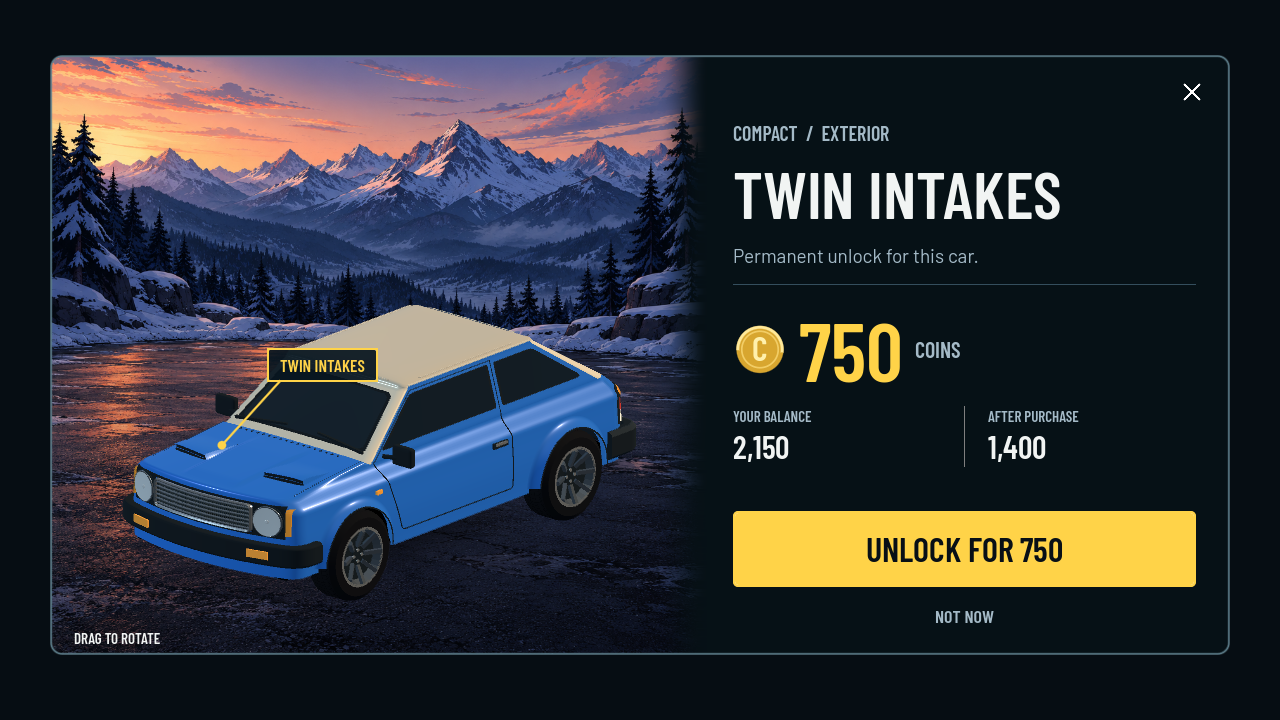 COMPACT / EXTERIOR
TWIN INTAKES
Permanent unlock for this car.
C 750 COINS
YOUR BALANCE
2,150
AFTER PURCHASE
1,400
UNLOCK FOR 750
NOT NOW
TWIN INTAKES
DRAG TO ROTATE